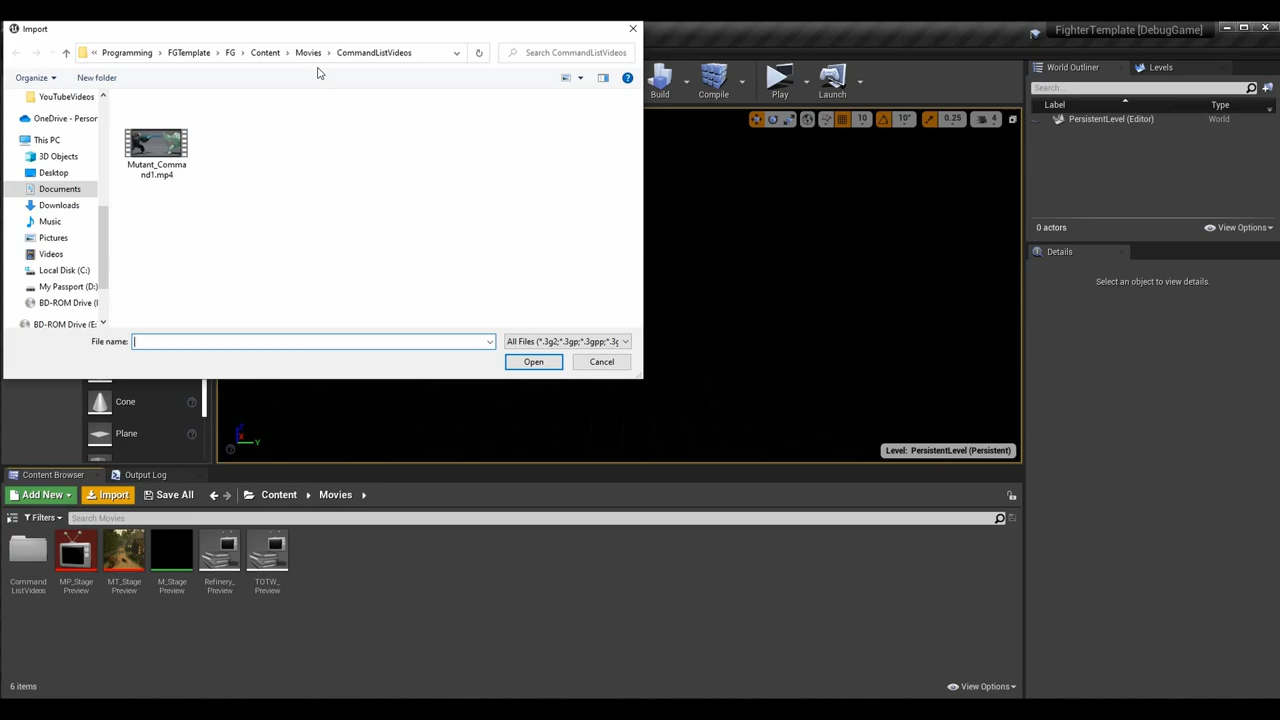 Import
« Programming › FGTemplate › FG › Content › Movies › CommandListVideos
Search CommandListVideos
Organize
New folder
YouTubeVideos
OneDrive - Person
This PC
3D Objects
Desktop
Documents
Downloads
Music
Pictures
Videos
Local Disk (C:)
My Passport (D:)
BD-ROM Drive (
BD-ROM Drive (E:
Mutant_Comma
nd1.mp4
File name:
All Files (*.3g2;*.3gp;*.3gpp;*.3g
Open
Cancel
FighterTemplate [DebugGame]
Build
Compile
Play
Launch
10
10°
0.25
4
World Outliner
Levels
Search...
Label
Type
PersistentLevel (Editor)
World
0 actors
View Options
Details
Select an object to view details.
Cone
Plane
Z
X
Y
Level: PersistentLevel (Persistent)
Content Browser
Output Log
Add New
Import
Save All
Content
Movies
Filters
Search Movies
Command
ListVideos
MP_Stage
Preview
MT_Stage
Preview
M_Stage
Preview
Refinery_
Preview
TOTW_
Preview
6 items
View Options